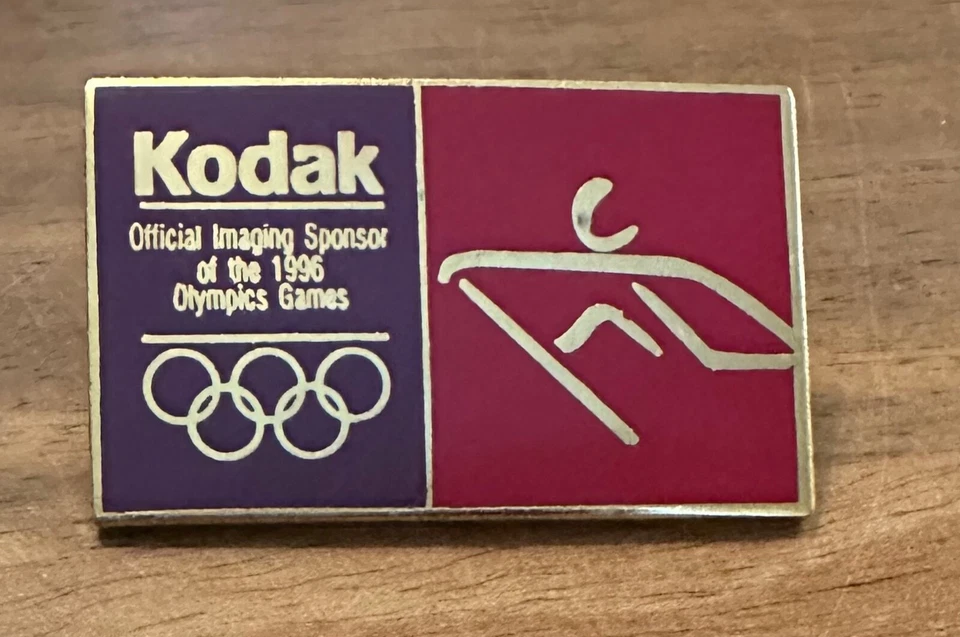 Kodak
Official Imaging Sponsor
of the 1996
Olympics Games